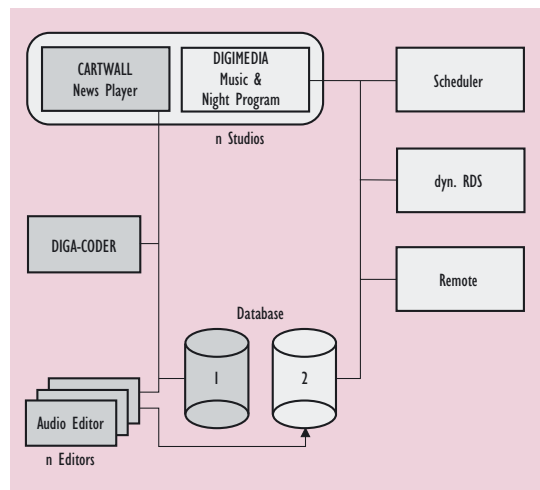 CARTWALL
News Player
DIGIMEDIA
Music &
Night Program
n Studios
Scheduler
dyn. RDS
Remote
DIGA-CODER
Database
1
2
Audio Editor
n Editors